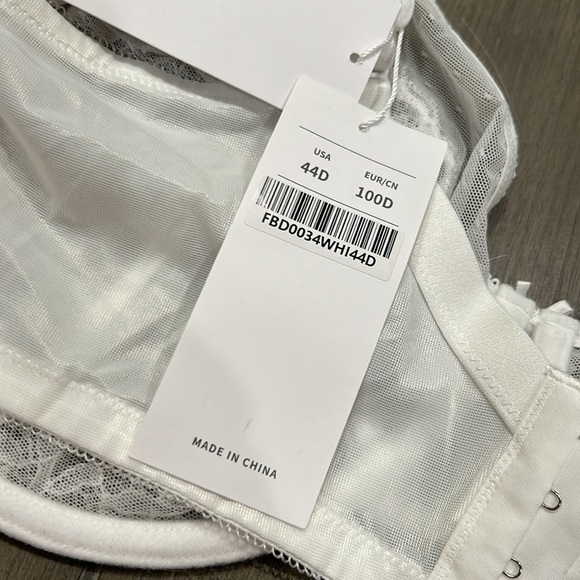 USA EUR/CN
44D 100D
FBD0034WHI44D
MADE IN CHINA